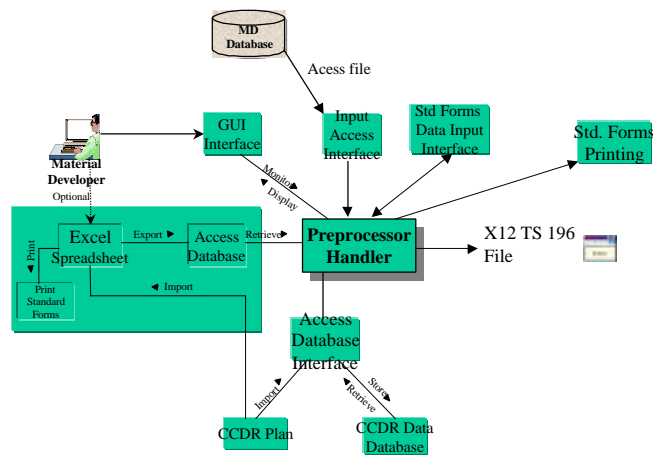 MD
Database
Acess file
GUI
Interface
Input
Access
Interface
Std Forms
Data Input
Interface
Std. Forms
Printing
Material
Developer
Optional
Monitor
Display
Excel
Spreadsheet
Export
Access
Database
Retrieve
Preprocessor
Handler
X12 TS 196
File
Print
Print
Standard
Forms
Import
Access
Database
Interface
Import
Store
Retrieve
CCDR Plan
CCDR Data
Database